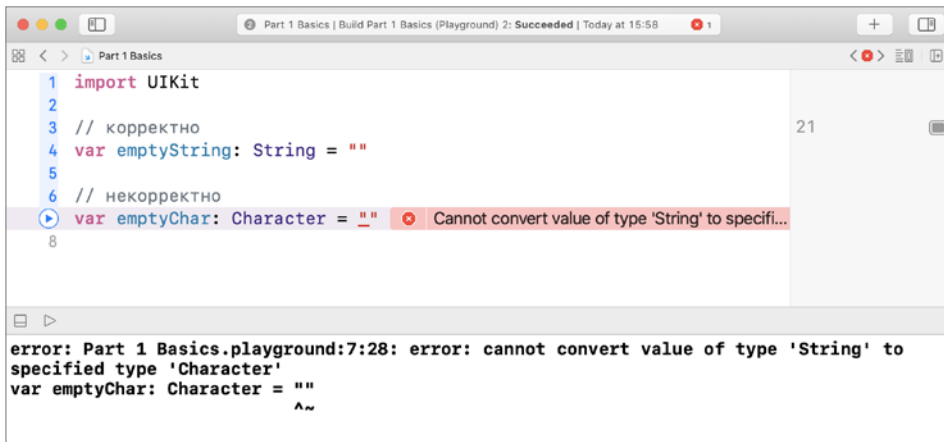 Part 1 Basics | Build Part 1 Basics (Playground) 2: Succeeded | Today at 15:58 1
Part 1 Basics
1 import UIKit
2
3 // корректно
4 var emptyString: String = ""
21
5
6 // некорректно
var emptyChar: Character = "" Cannot convert value of type 'String' to specifi...
8
error: Part 1 Basics.playground:7:28: error: cannot convert value of type 'String' to
specified type 'Character'
var emptyChar: Character = ""
^~